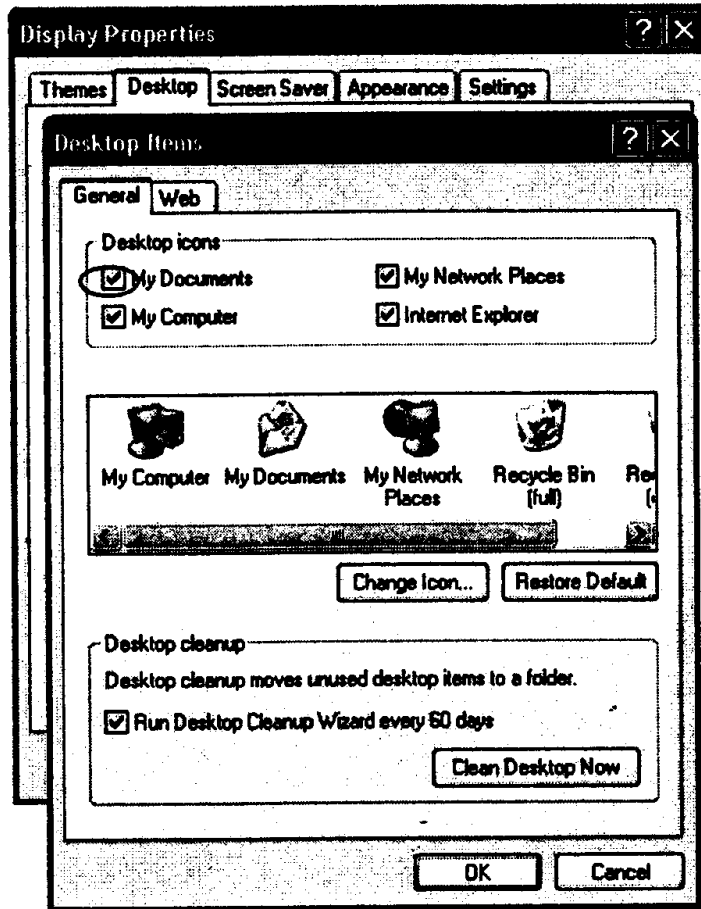 Display Properties
Themes Desktop Screen Saver Appearance Settings
Desktop Items
General Web
Desktop icons
My Documents My Network Places
My Computer Internet Explorer
My Computer My Documents My Network Places Recycle Bin (full)
Change Icon... Restore Default
Desktop cleanup
Desktop cleanup moves unused desktop items to a folder.
Run Desktop Cleanup Wizard every 60 days
Clean Desktop Now
OK Cancel